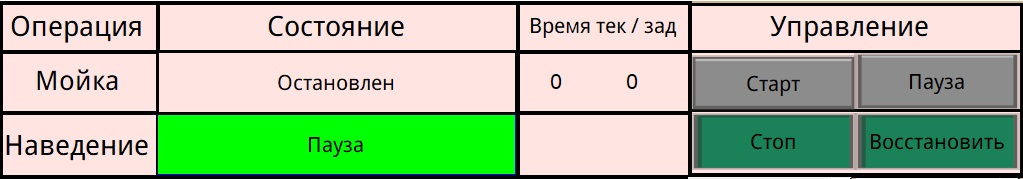 Операция Состояние Время тек / зад Управление
Мойка Остановлен 0 0 Старт Пауза
Наведение Пауза Стоп Восстановить